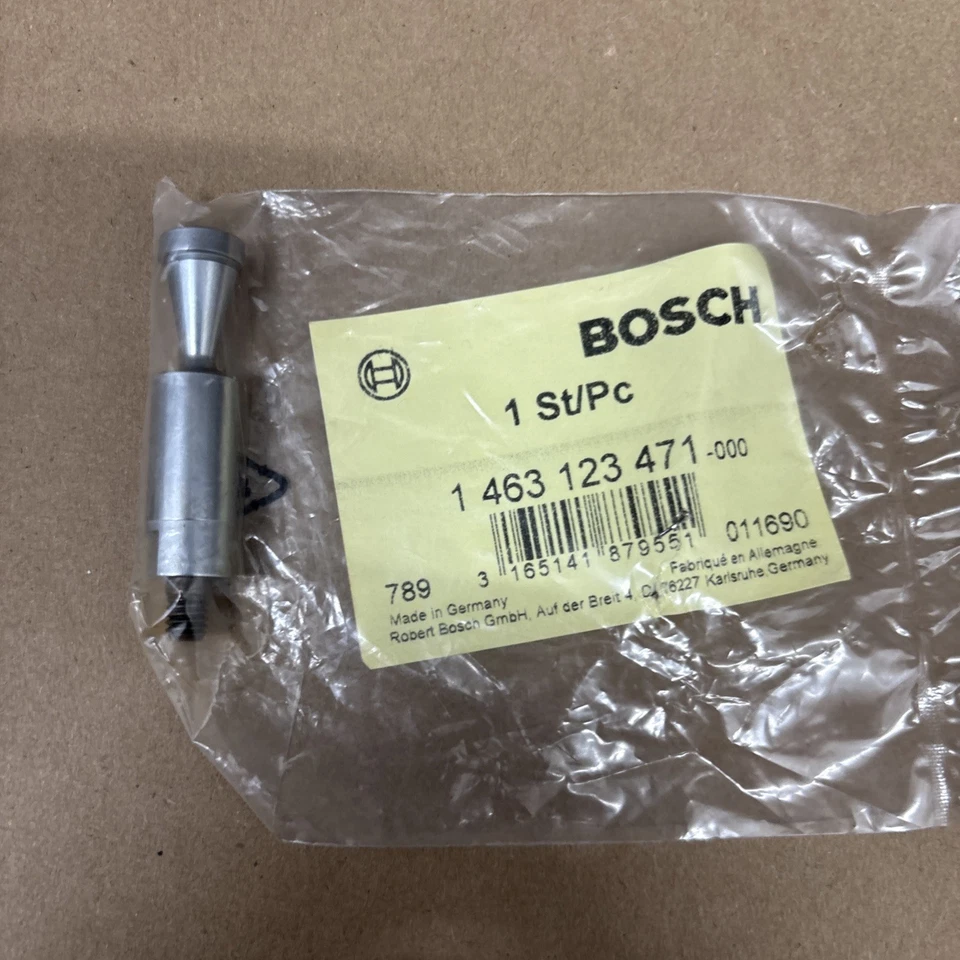 BOSCH
1 St/Pc
1 463 123 471-000
3 165141 879551
011690
789
Fabriqué en Allemagne
Made in Germany
Robert Bosch GmbH, Auf der Breit 4, D-76227 Karlsruhe, Germany